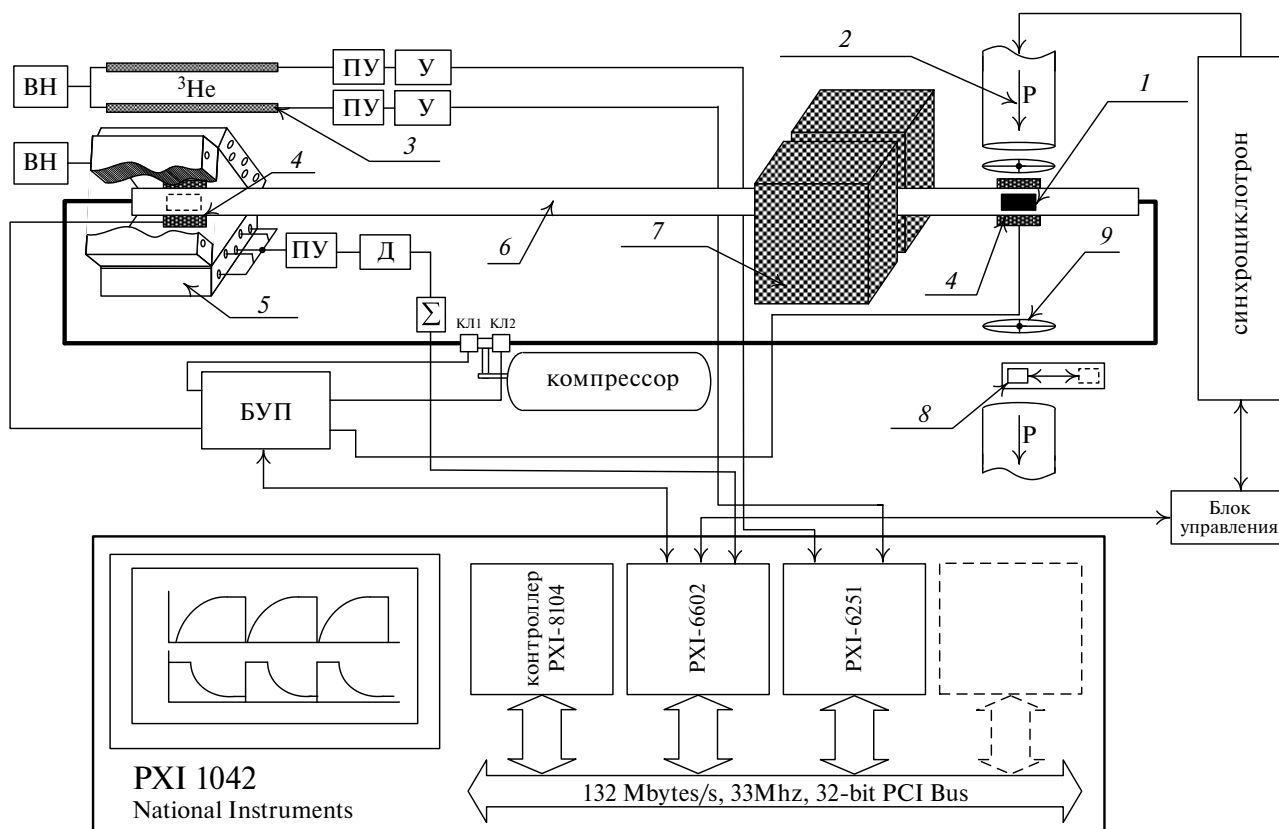 2
1
P
ВН
³He
ПУ
У
ПУ
У
3
ВН
4
синхроциклотрон
6
7
4
9
5
ПУ
Д
Σ
КЛ1
КЛ2
компрессор
8
P
БУП
Блок
управления
контроллер
PXI-8104
PXI-6602
PXI-6251
PXI 1042
National Instruments
132 Mbytes/s, 33Mhz, 32-bit PCI Bus